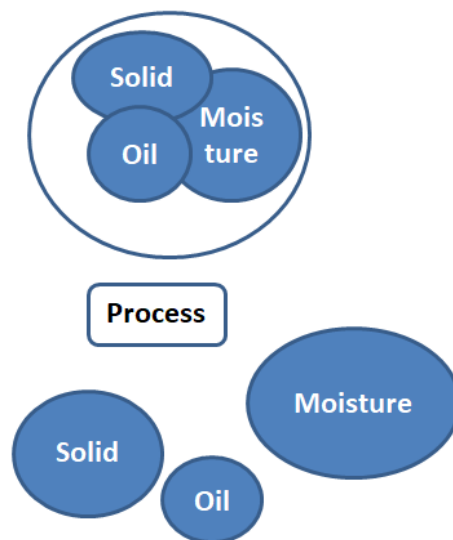 Solid
Mois
ture
Oil
Process
Moisture
Solid
Oil